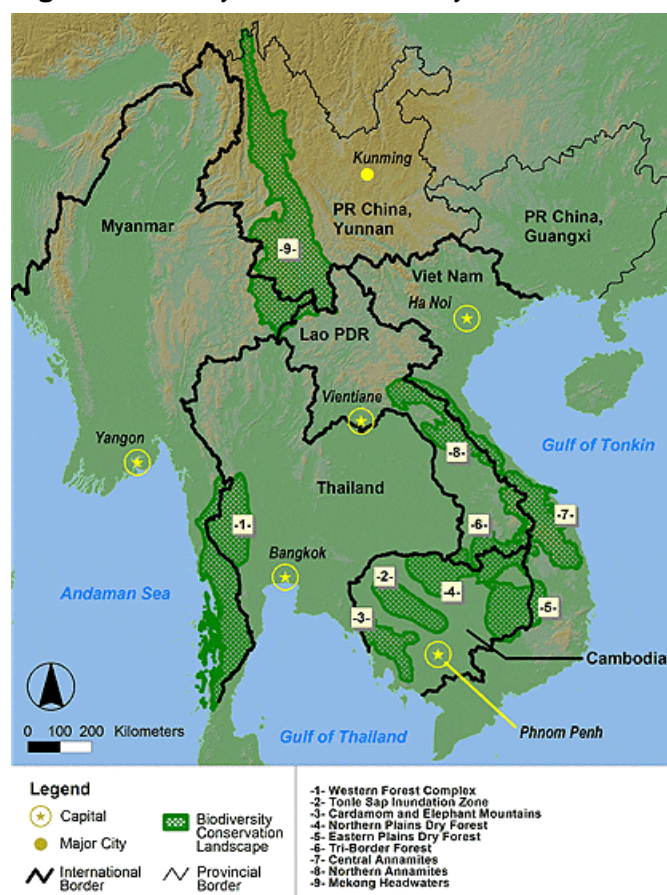 Kunming
PR China,
Yunnan
Myanmar
PR China,
Guangxi
-9-
Viet Nam
Ha Noi
Lao PDR
Vientiane
Yangon
-8-
Gulf of Tonkin
Thailand
-1-
-6-
-7-
Bangkok
-2-
-4-
Andaman Sea
-3-
-5-
Cambodia
0 100 200 Kilometers
Gulf of Thailand
Phnom Penh
Legend
Capital
Major City
International
Border
Biodiversity
Conservation
Landscape
Provincial
Border
-1- Western Forest Complex
-2- Tonle Sap Inundation Zone
-3- Cardamom and Elephant Mountains
-4- Northern Plains Dry Forest
-5- Eastern Plains Dry Forest
-6- Tri-Border Forest
-7- Central Annamites
-8- Northern Annamites
-9- Mekong Headwaters